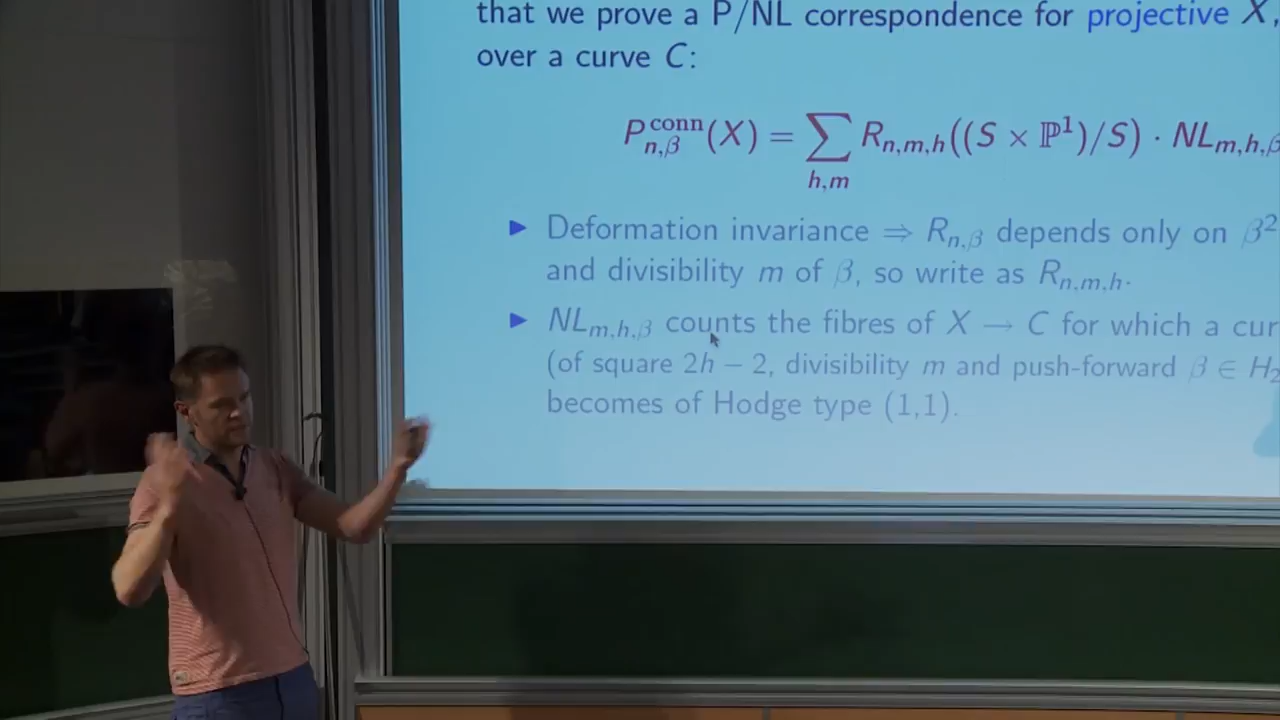 that we prove a P/NL correspondence for projective X,
over a curve C:
P^{conn}_{n,β}(X) = ∑_{h,m} R_{n,m,h}((S × ℙ¹)/S) · NL_{m,h,β}
▶ Deformation invariance ⇒ R_{n,β} depends only on β²
and divisibility m of β, so write as R_{n,m,h}.
▶ NL_{m,h,β} counts the fibres of X → C for which a cur
(of square 2h − 2, divisibility m and push-forward β ∈ H₂
becomes of Hodge type (1,1).